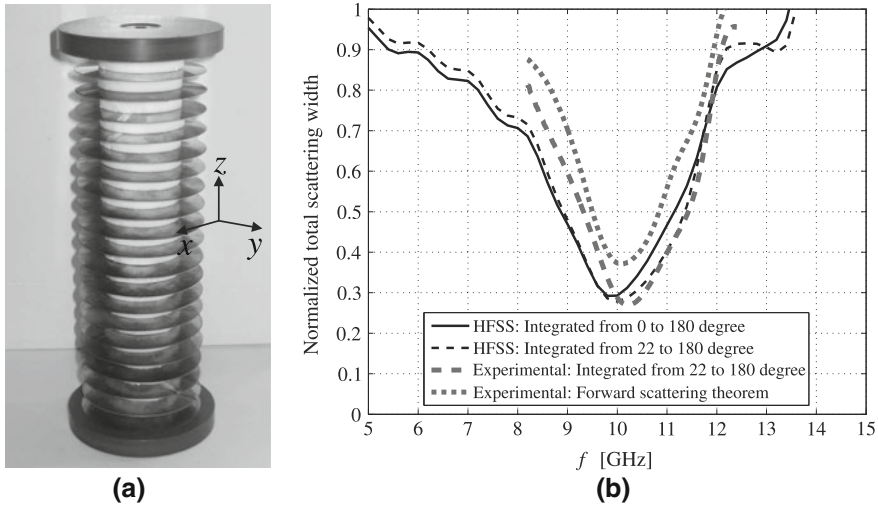 z
x
y
(a)
Normalized total scattering width
1
0.9
0.8
0.7
0.6
0.5
0.4
0.3
0.2
0.1
0
HFSS: Integrated from 0 to 180 degree
HFSS: Integrated from 22 to 180 degree
Experimental: Integrated from 22 to 180 degree
Experimental: Forward scattering theorem
5 6 7 8 9 10 11 12 13 14 15
f [GHz]
(b)